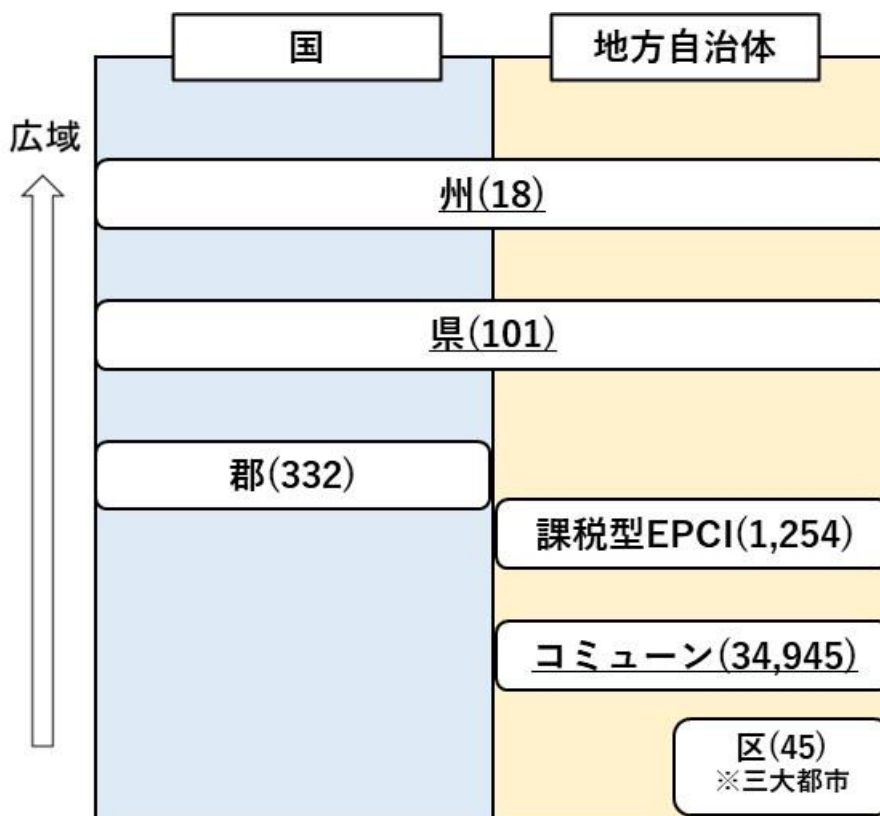 国
地方自治体
広域
州(18)
県(101)
郡(332)
課税型EPCI(1,254)
コミューン(34,945)
区(45)
※三大都市